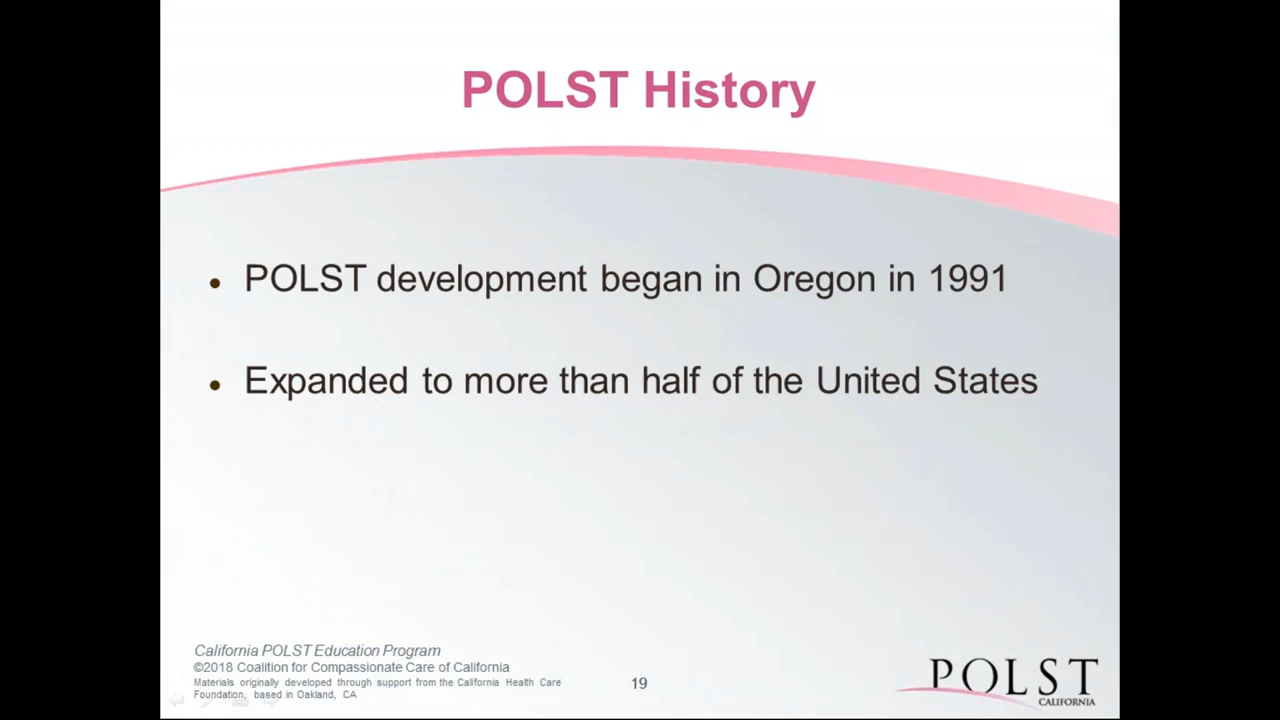 POLST History
• POLST development began in Oregon in 1991
• Expanded to more than half of the United States
California POLST Education Program
©2018 Coalition for Compassionate Care of California
Materials originally developed through support from the California Health Care
Foundation, based in Oakland, CA
19
POLST
CALIFORNIA